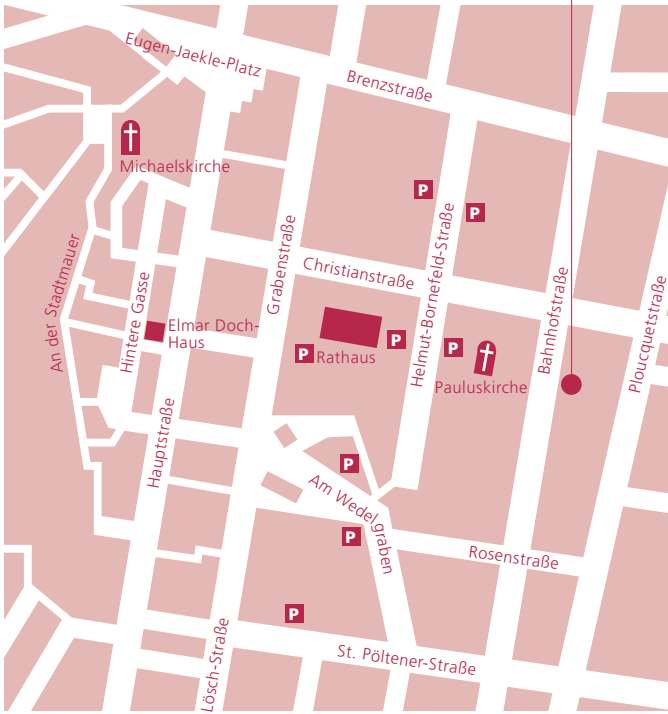 Eugen-Jaekle-Platz
Brenzstraße
Michaelskirche
P
P
An der Stadtmauer
Hintere Gasse
Grabenstraße
Christianstraße
Helmut-Bornefeld-Straße
Bahnhofstraße
Ploucquetstraße
Elmar Doch-
Haus
P
Rathaus
P
P
Pauluskirche
Hauptstraße
P
Am Wedelgraben
P
Rosenstraße
P
Lösch-Straße
St. Pöltener-Straße